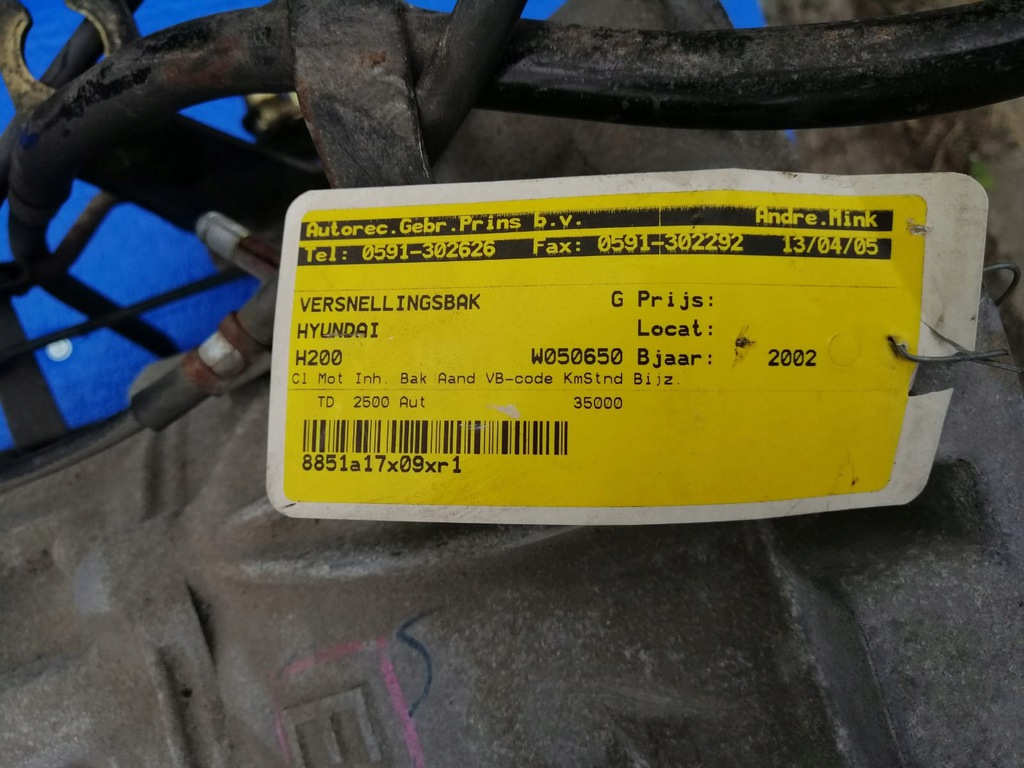 Autorec.Gebr.Prins b.v. Andre.Mink
Tel: 0591-302626 Fax: 0591-302292 13/04/05
VERSNELLINGSBAK G Prijs:
HYUNDAI Locat:
H200 W050650 Bjaar: 2002
Cl Mot Inh. Bak Aand VB-code KmStnd Bijz.
TD 2500 Aut 35000
8851a17x09xr1